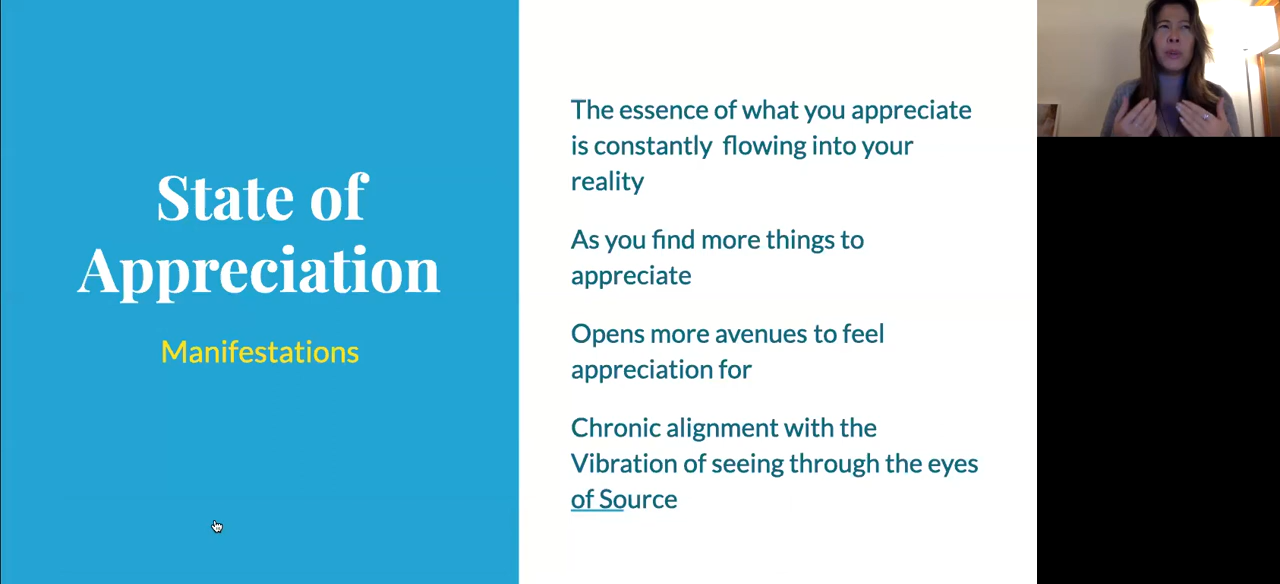 State of
Appreciation
Manifestations
The essence of what you appreciate
is constantly  flowing into your
reality
As you find more things to
appreciate
Opens more avenues to feel
appreciation for
Chronic alignment with the
Vibration of seeing through the eyes
of Source